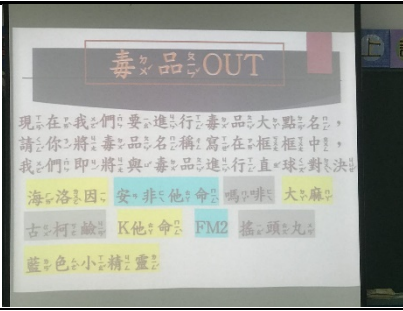 毒品OUT
現在我們要進行毒品大點名，
請你將毒品名稱寫在框框中，
我們即將與毒品進行直球對決
海洛因 安非他命 嗎啡 大麻
古柯鹼 K他命 FM2 搖頭丸
藍色小精靈